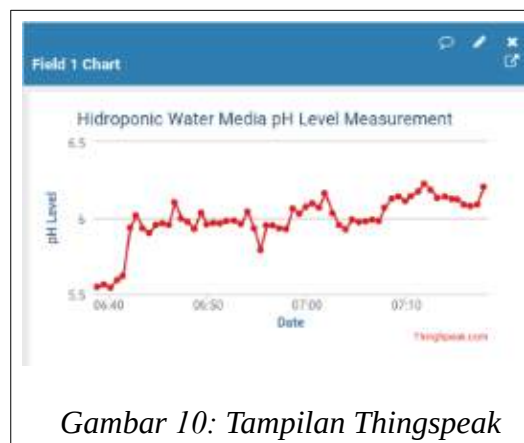 Field 1 Chart
Hidroponic Water Media pH Level Measurement
6.5
6
5.5
pH Level
06:40 06:50 07:00 07:10
Date
ThingSpeak.com
Gambar 10: Tampilan Thingspeak